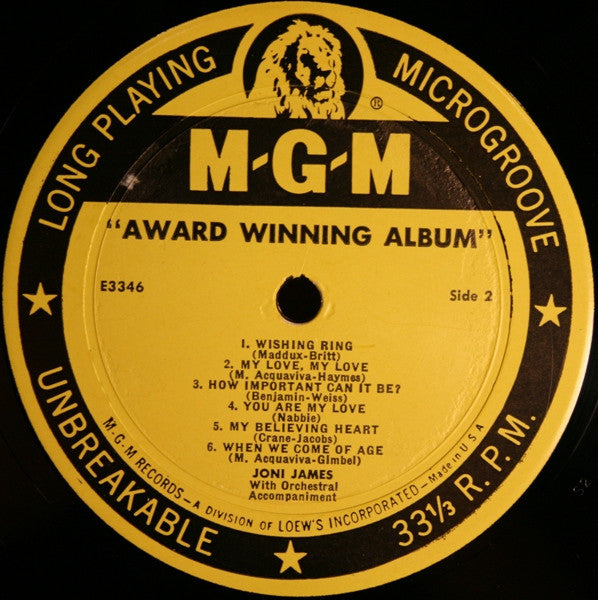 LONG PLAYING
MICROGROOVE
®
M-G-M
"AWARD WINNING ALBUM"
E3346
Side 2
1. WISHING RING
(Maddux-Britt)
2. MY LOVE, MY LOVE
(M. Acquaviva-Haymes)
3. HOW IMPORTANT CAN IT BE?
(Benjamin-Weiss)
4. YOU ARE MY LOVE
(Nabbie)
5. MY BELIEVING HEART
(Crane-Jacobs)
6. WHEN WE COME OF AGE
(M. Acquaviva-Gimbel)
JONI JAMES
With Orchestral
Accompaniment
M-G-M RECORDS—A DIVISION OF LOEW'S INCORPORATED—Made in U S A
UNBREAKABLE
33⅓ R.P.M.